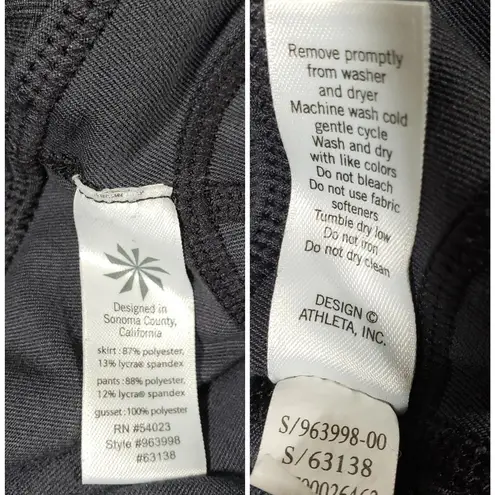 Designed in
Sonoma County,
California
skirt: 87% polyester,
13% lycra® spandex
pants: 88% polyester,
12% lycra® spandex
gusset: 100% polyester
RN #54023
Style #963998
#63138
Remove promptly
from washer
and dryer
Machine wash cold
gentle cycle
Wash and dry
with like colors
Do not bleach
Do not use fabric
softeners
Tumble dry low
Do not iron
Do not dry clean
DESIGN ©
ATHLETA, INC.
S/963998-00
S/63138